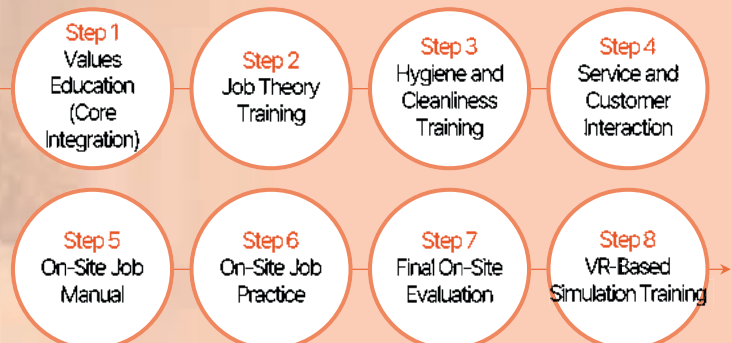 Step 1
Values
Education
(Core
Integration)
Step 2
Job Theory
Training
Step 3
Hygiene and
Cleanliness
Training
Step 4
Service and
Customer
Interaction
Step 5
On-Site Job
Manual
Step 6
On-Site Job
Practice
Step 7
Final On-Site
Evaluation
Step 8
VR-Based
Simulation Training